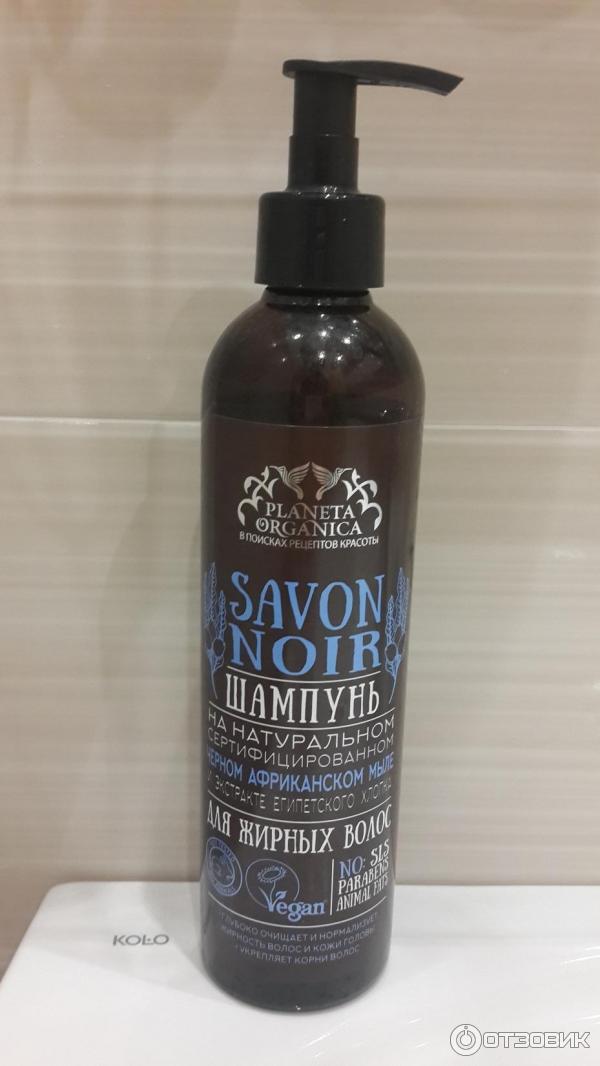 PLANETA
ORGANICA
В ПОИСКАХ РЕЦЕПТОВ КРАСОТЫ
SAVON
NOIR
ШАМПУНЬ
НА НАТУРАЛЬНОМ
СЕРТИФИЦИРОВАННОМ
ЧЕРНОМ АФРИКАНСКОМ МЫЛЕ
И ЭКСТРАКТЕ ЕГИПЕТСКОГО ХЛОПКА
ДЛЯ ЖИРНЫХ ВОЛОС
Vegan
NO: SLS
PARABENS
ANIMAL FATS
ГЛУБОКО ОЧИЩАЕТ И НОРМАЛИЗУЕТ
ЖИРНОСТЬ ВОЛОС И КОЖИ ГОЛОВЫ
УКРЕПЛЯЕТ КОРНИ ВОЛОС
KOŁO
ОТЗОВИК